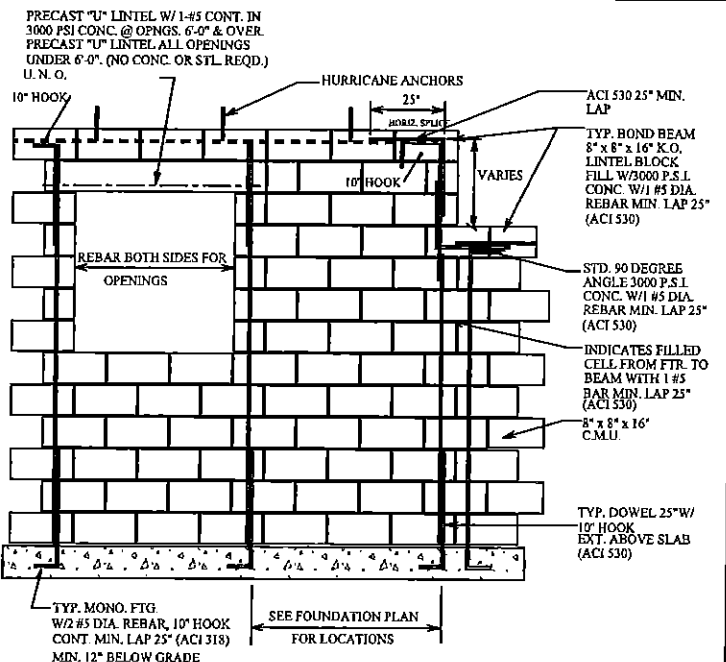 PRECAST "U" LINTEL W/ 1-#5 CONT. IN
3000 PSI CONC. @ OPNGS. 6'-0" & OVER.
PRECAST "U" LINTEL ALL OPENINGS
UNDER 6'-0". (NO CONC. OR STL. REQD.)
U. N. O.
10" HOOK
HURRICANE ANCHORS
25"
HORIZ. SPLICE
ACI 530 25" MIN.
LAP
TYP. BOND BEAM
8" x 8" x 16" K.O.
LINTEL BLOCK
FILL W/3000 P.S.I.
CONC. W/1 #5 DIA.
REBAR MIN. LAP 25"
(ACI 530)
VARIES
10" HOOK
REBAR BOTH SIDES FOR
OPENINGS
STD. 90 DEGREE
ANGLE 3000 P.S.I.
CONC. W/1 #5 DIA.
REBAR MIN. LAP 25"
(ACI 530)
INDICATES FILLED
CELL FROM FTR. TO
BEAM WITH 1 #5
BAR MIN. LAP 25"
(ACI 530)
8" x 8" x 16"
C.M.U.
TYP. DOWEL 25" W/
10" HOOK
EXT. ABOVE SLAB
(ACI 530)
TYP. MONO. FTG.
W/2 #5 DIA. REBAR, 10" HOOK
CONT. MIN. LAP 25" (ACI 318)
MIN. 12" BELOW GRADE
SEE FOUNDATION PLAN
FOR LOCATIONS